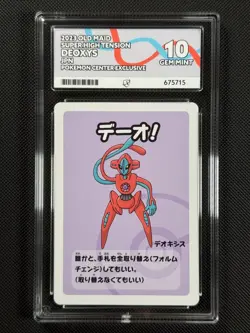 2023 OLD MAID
SUPER HIGH TENSION
DEOXYS
JPN
POKEMON CENTER EXCLUSIVE
10
GEM MINT
675715
デーオ!
デオキシス
誰かと、手札を全取り替え(フォルム
チェンジ)してもいい。
(取り替えなくてもいい)